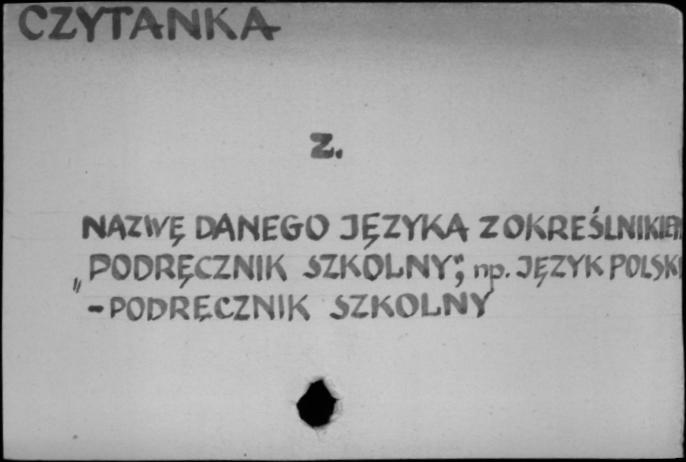 CZYTANKA
z.
NAZWĘ DANEGO JĘZYKA Z OKREŚLNIKIEM
„PODRĘCZNIK SZKOLNY”; np. JĘZYK POLSKI
-PODRĘCZNIK SZKOLNY